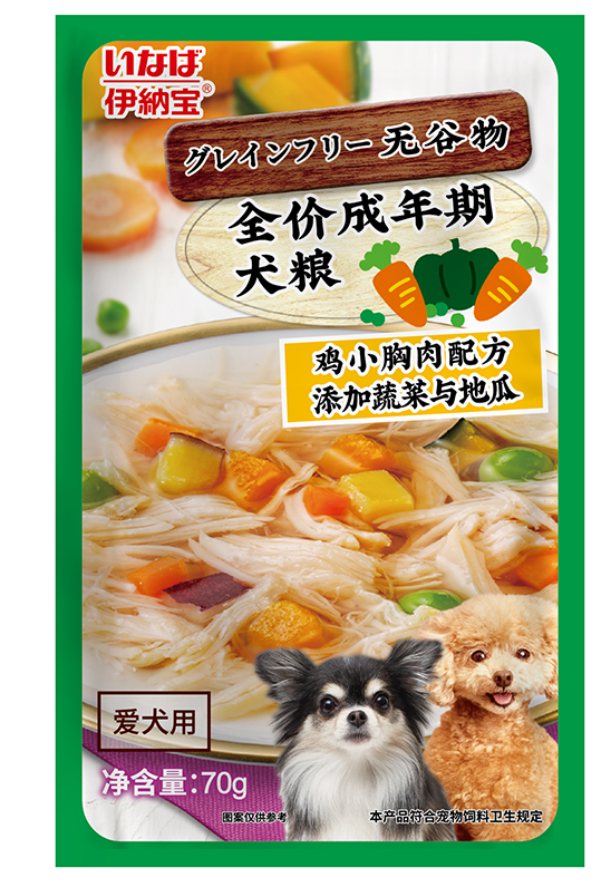 いなば
伊納宝®
グレインフリー 无谷物
全价成年期
犬粮
鸡小胸肉配方
添加蔬菜与地瓜
爱犬用
净含量:70g
图案仅供参考
本产品符合宠物饲料卫生规定